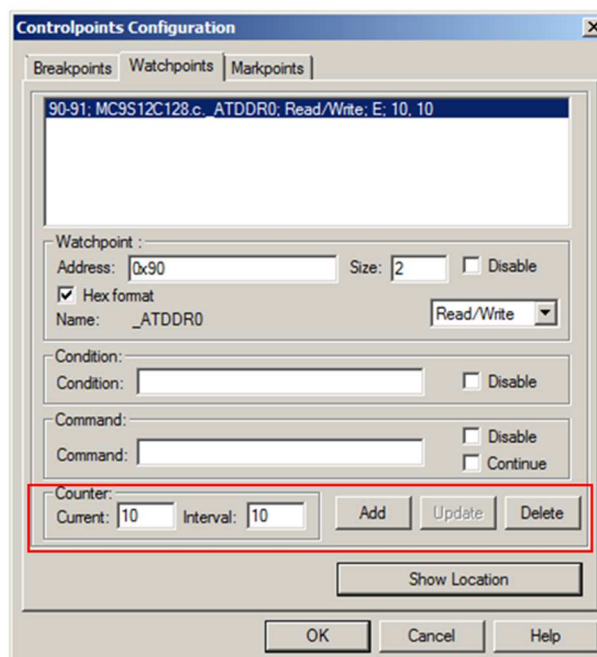 Controlpoints Configuration
Breakpoints Watchpoints Markpoints
90-91; MC9S12C128.c._ATDDR0; Read/Write; E; 10, 10
Watchpoint :
Address: 0x90 Size: 2 Disable
Hex format
Name: _ATDDR0 Read/Write
Condition:
Condition: Disable
Command:
Command: Disable
Continue
Counter:
Current: 10 Interval: 10 Add Update Delete
Show Location
OK Cancel Help